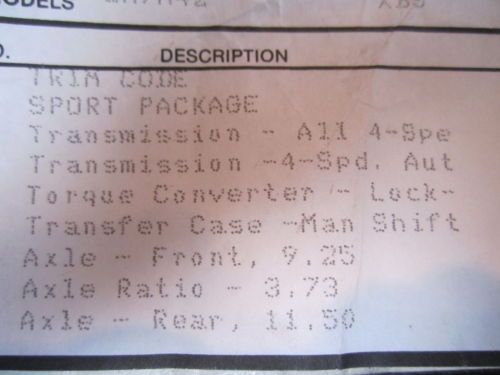 MODELS
DESCRIPTION
TRIM CODE
SPORT PACKAGE
Transmission - All 4-Spe
Transmission -4-Spd. Aut
Torque Converter - Lock-
Transfer Case -Man Shift
Axle - Front, 9.25
Axle Ratio - 3.73
Axle - Rear, 11.50